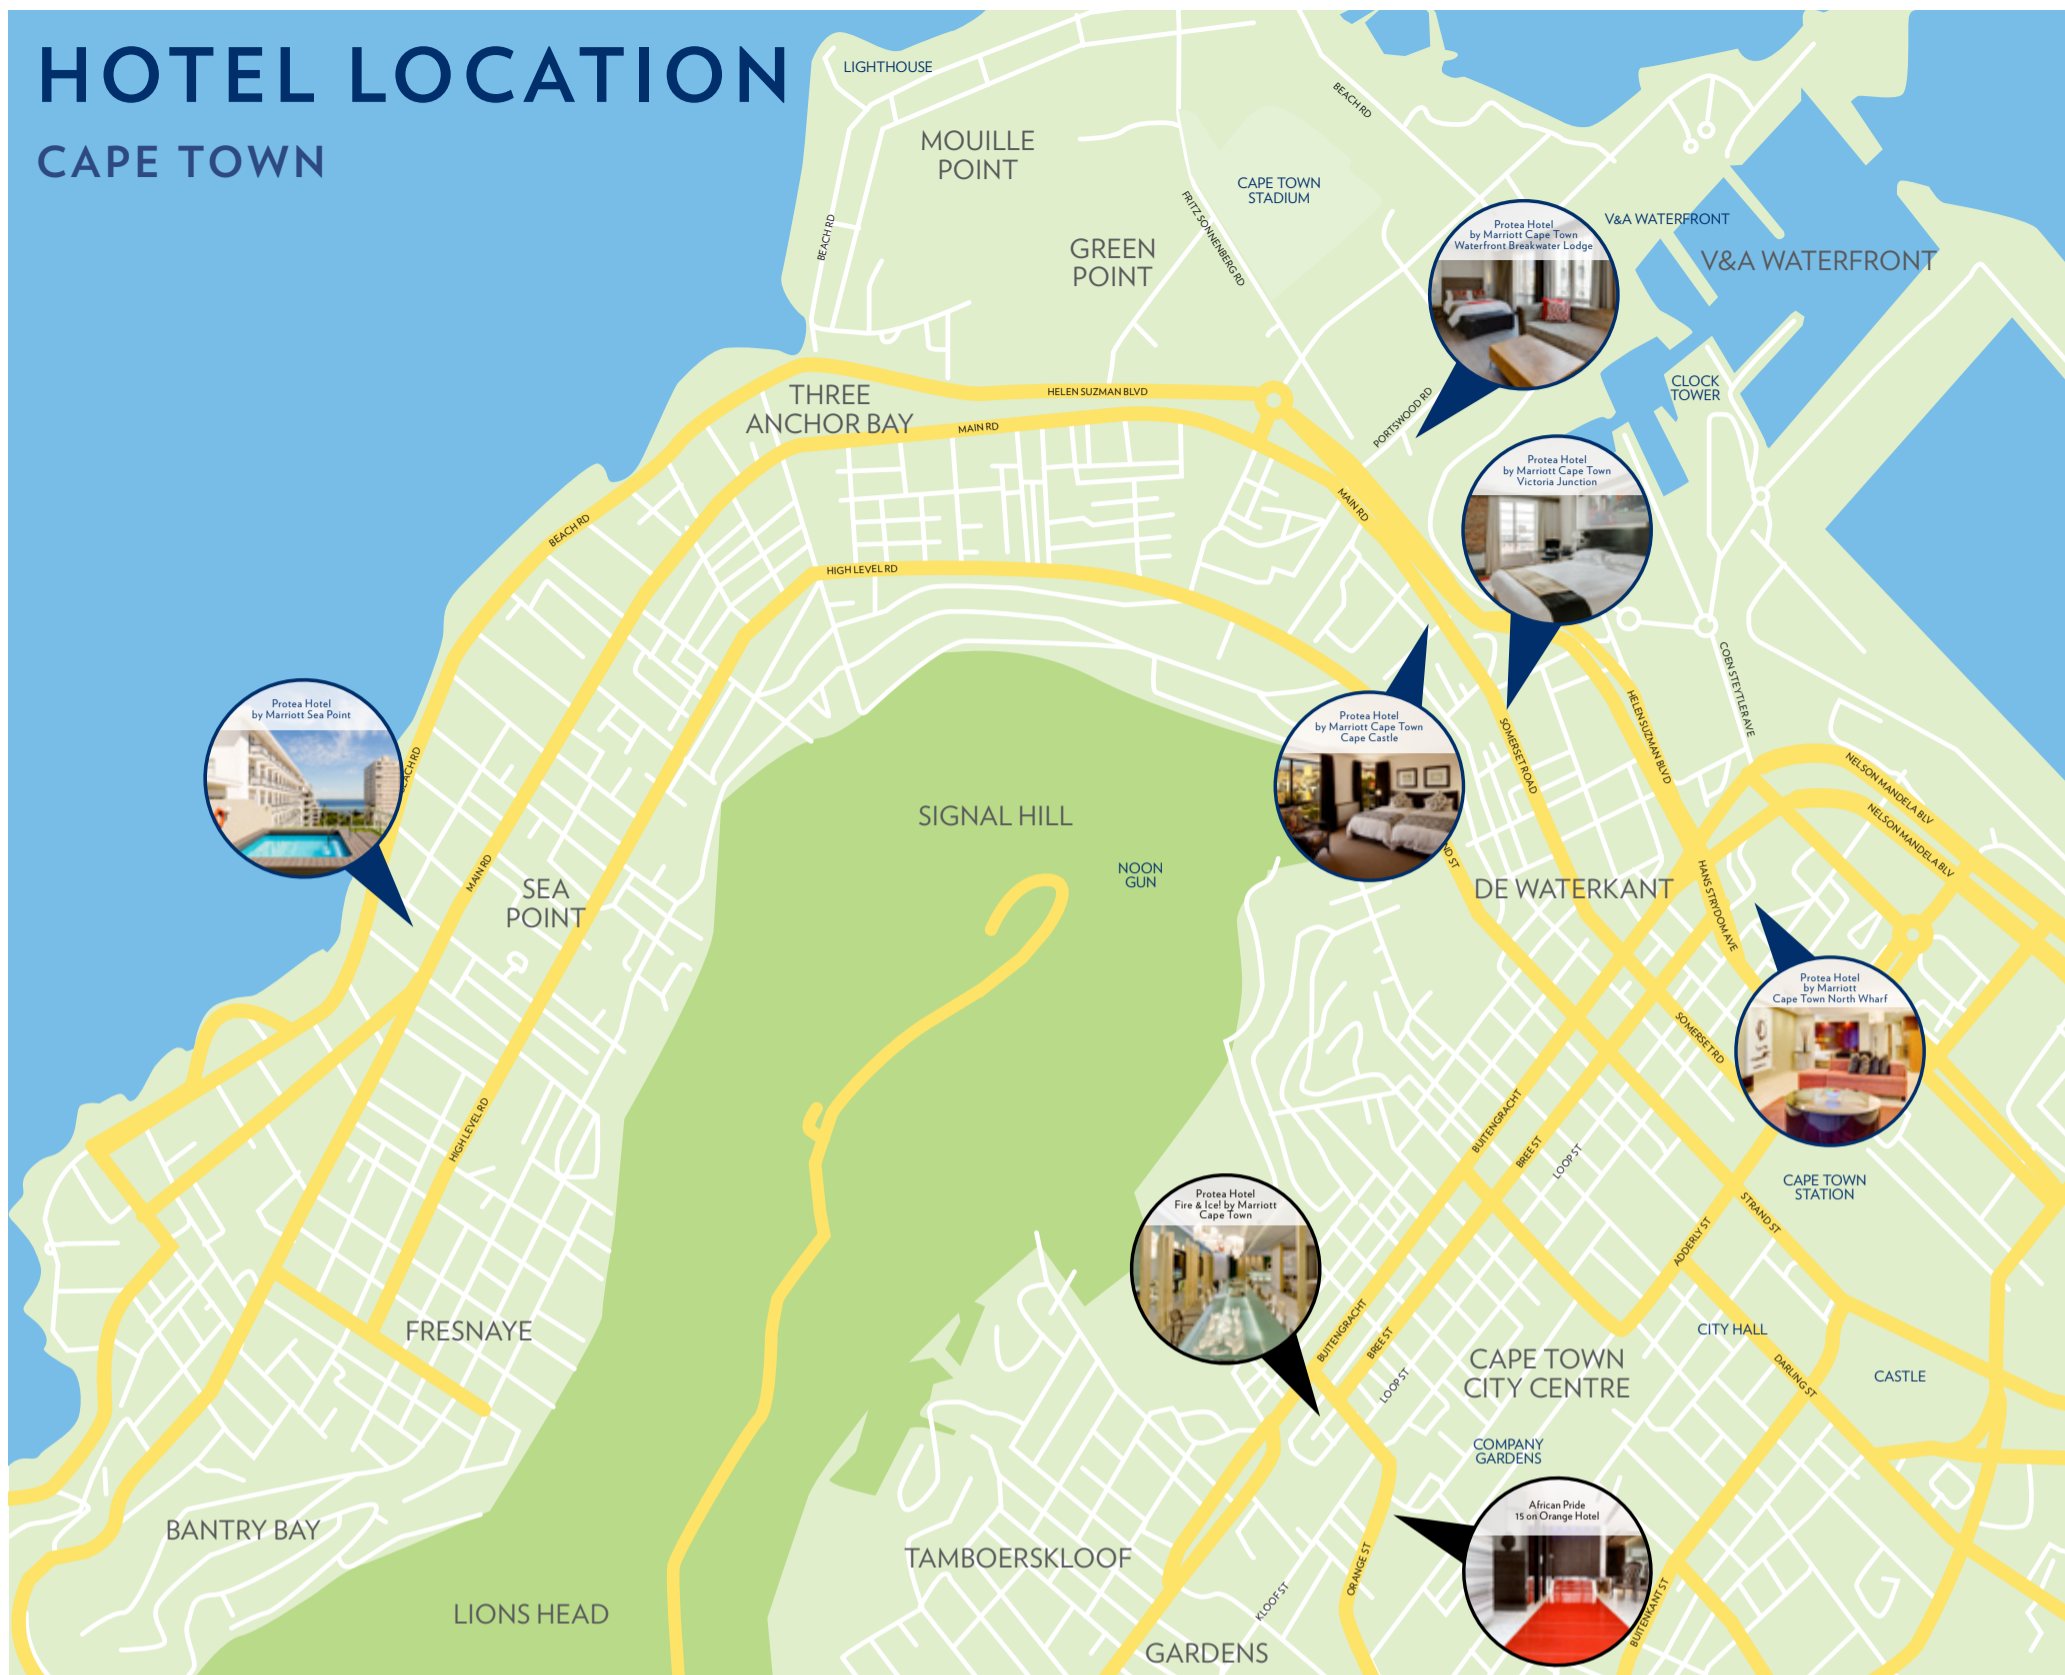 HOTEL LOCATION
CAPE TOWN
LIGHTHOUSE
BEACH RD
MOUILLE
POINT
CAPE TOWN
STADIUM
FRITZ SONNENBERG RD
BEACH RD
GREEN
POINT
Protea Hotel
by Marriott Cape Town
Waterfront Breakwater Lodge
V&A WATERFRONT
V&A WATERFRONT
THREE
ANCHOR BAY
HELEN SUZMAN BLVD
MAIN RD
PORTSWOOD RD
CLOCK
TOWER
Protea Hotel
by Marriott Cape Town
Victoria Junction
MAIN RD
BEACH RD
HIGH LEVEL RD
COEN STEYTLER AVE
Protea Hotel
by Marriott Sea Point
BEACH RD
Protea Hotel
by Marriott Cape Town
Cape Castle
SOMERSET ROAD
HELEN SUZMAN BLVD
NELSON MANDELA BLV
NELSON MANDELA BLV
SIGNAL HILL
NOON
GUN
MAIN RD
SEA
POINT
ND ST
DE WATERKANT
HANS STRYDOM AVE
Protea Hotel
by Marriott
Cape Town North Wharf
SOMERSET RD
HIGH LEVEL RD
BUITENGRACHT
BREE ST
LOOP ST
CAPE TOWN
STATION
STRAND ST
ADDERLY ST
Protea Hotel
Fire & Ice! by Marriott
Cape Town
FRESNAYE
BUITENGRACHT
BREE ST
LOOP ST
CAPE TOWN
CITY CENTRE
CITY HALL
DARLING ST
CASTLE
COMPANY
GARDENS
African Pride
15 on Orange Hotel
BANTRY BAY
TAMBOERSKLOOF
ORANGE ST
KLOOF ST
BUITENKANT ST
LIONS HEAD
GARDENS